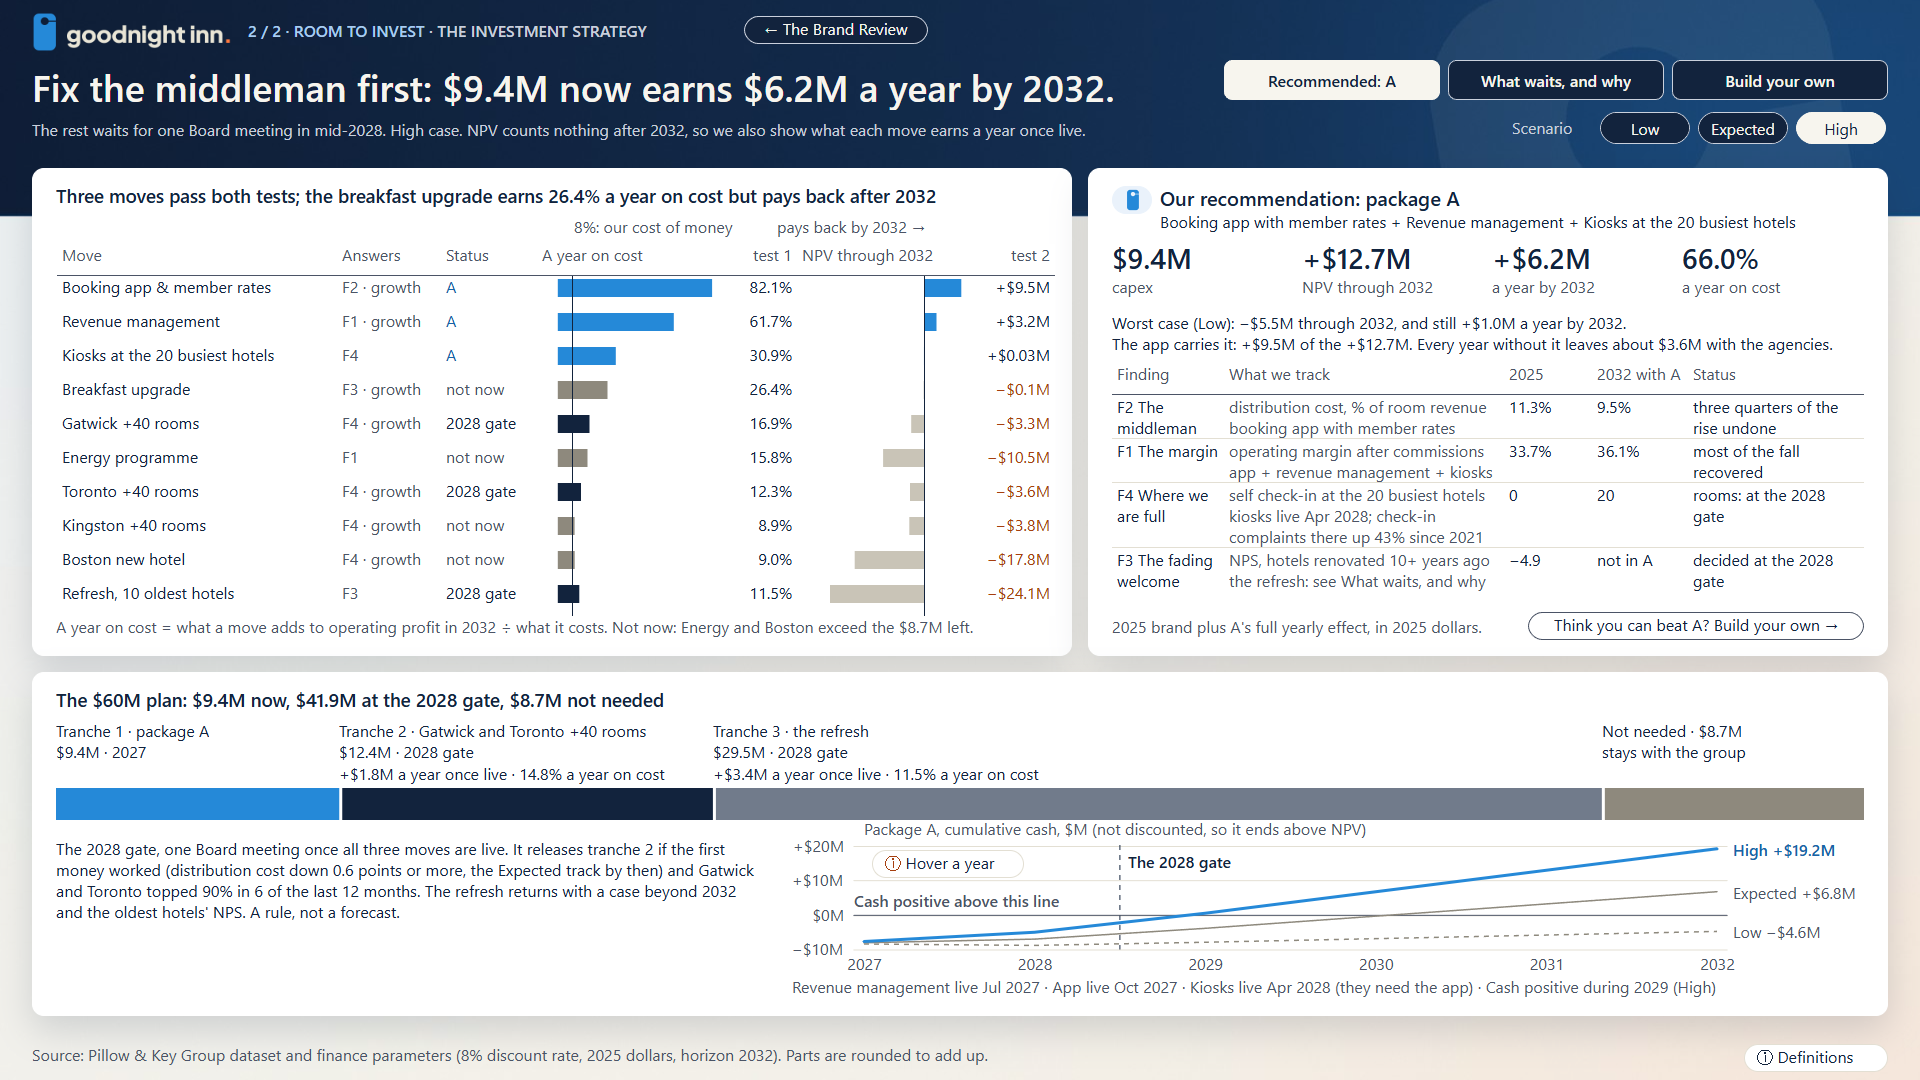 goodnight inn.
2 / 2 · ROOM TO INVEST · THE INVESTMENT STRATEGY
← The Brand Review
Fix the middleman first: $9.4M now earns $6.2M a year by 2032.
The rest waits for one Board meeting in mid-2028. High case. NPV counts nothing after 2032, so we also show what each move earns a year once live.
Recommended: A
What waits, and why
Build your own
Scenario
Low
Expected
High
Three moves pass both tests; the breakfast upgrade earns 26.4% a year on cost but pays back after 2032
8%: our cost of money
pays back by 2032 →
Move Answers Status A year on cost test 1 NPV through 2032 test 2
Booking app & member rates F2 · growth A 82.1% +$9.5M
Revenue management F1 · growth A 61.7% +$3.2M
Kiosks at the 20 busiest hotels F4 A 30.9% +$0.03M
Breakfast upgrade F3 · growth not now 26.4% −$0.1M
Gatwick +40 rooms F4 · growth 2028 gate 16.9% −$3.3M
Energy programme F1 not now 15.8% −$10.5M
Toronto +40 rooms F4 · growth 2028 gate 12.3% −$3.6M
Kingston +40 rooms F4 · growth not now 8.9% −$3.8M
Boston new hotel F4 · growth not now 9.0% −$17.8M
Refresh, 10 oldest hotels F3 2028 gate 11.5% −$24.1M
A year on cost = what a move adds to operating profit in 2032 ÷ what it costs. Not now: Energy and Boston exceed the $8.7M left.
Our recommendation: package A
Booking app with member rates + Revenue management + Kiosks at the 20 busiest hotels
$9.4M +$12.7M +$6.2M 66.0%
capex NPV through 2032 a year by 2032 a year on cost
Worst case (Low): −$5.5M through 2032, and still +$1.0M a year by 2032.
The app carries it: +$9.5M of the +$12.7M. Every year without it leaves about $3.6M with the agencies.
Finding What we track 2025 2032 with A Status
F2 The distribution cost, % of room revenue 11.3% 9.5% three quarters of the
middleman booking app with member rates rise undone
F1 The margin operating margin after commissions 33.7% 36.1% most of the fall
app + revenue management + kiosks recovered
F4 Where we self check-in at the 20 busiest hotels 0 20 rooms: at the 2028
are full kiosks live Apr 2028; check-in gate
complaints there up 43% since 2021
F3 The fading NPS, hotels renovated 10+ years ago −4.9 not in A decided at the 2028
welcome the refresh: see What waits, and why gate
2025 brand plus A's full yearly effect, in 2025 dollars.
Think you can beat A? Build your own →
The $60M plan: $9.4M now, $41.9M at the 2028 gate, $8.7M not needed
Tranche 1 · package A
$9.4M · 2027
Tranche 2 · Gatwick and Toronto +40 rooms
$12.4M · 2028 gate
+$1.8M a year once live · 14.8% a year on cost
Tranche 3 · the refresh
$29.5M · 2028 gate
+$3.4M a year once live · 11.5% a year on cost
Not needed · $8.7M
stays with the group
The 2028 gate, one Board meeting once all three moves are live. It releases tranche 2 if the first
money worked (distribution cost down 0.6 points or more, the Expected track by then) and Gatwick
and Toronto topped 90% in 6 of the last 12 months. The refresh returns with a case beyond 2032
and the oldest hotels' NPS. A rule, not a forecast.
Package A, cumulative cash, $M (not discounted, so it ends above NPV)
+$20M
+$10M
$0M
−$10M
ⓘ Hover a year
The 2028 gate
Cash positive above this line
High +$19.2M
Expected +$6.8M
Low −$4.6M
2027 2028 2029 2030 2031 2032
Revenue management live Jul 2027 · App live Oct 2027 · Kiosks live Apr 2028 (they need the app) · Cash positive during 2029 (High)
Source: Pillow & Key Group dataset and finance parameters (8% discount rate, 2025 dollars, horizon 2032). Parts are rounded to add up.
ⓘ Definitions